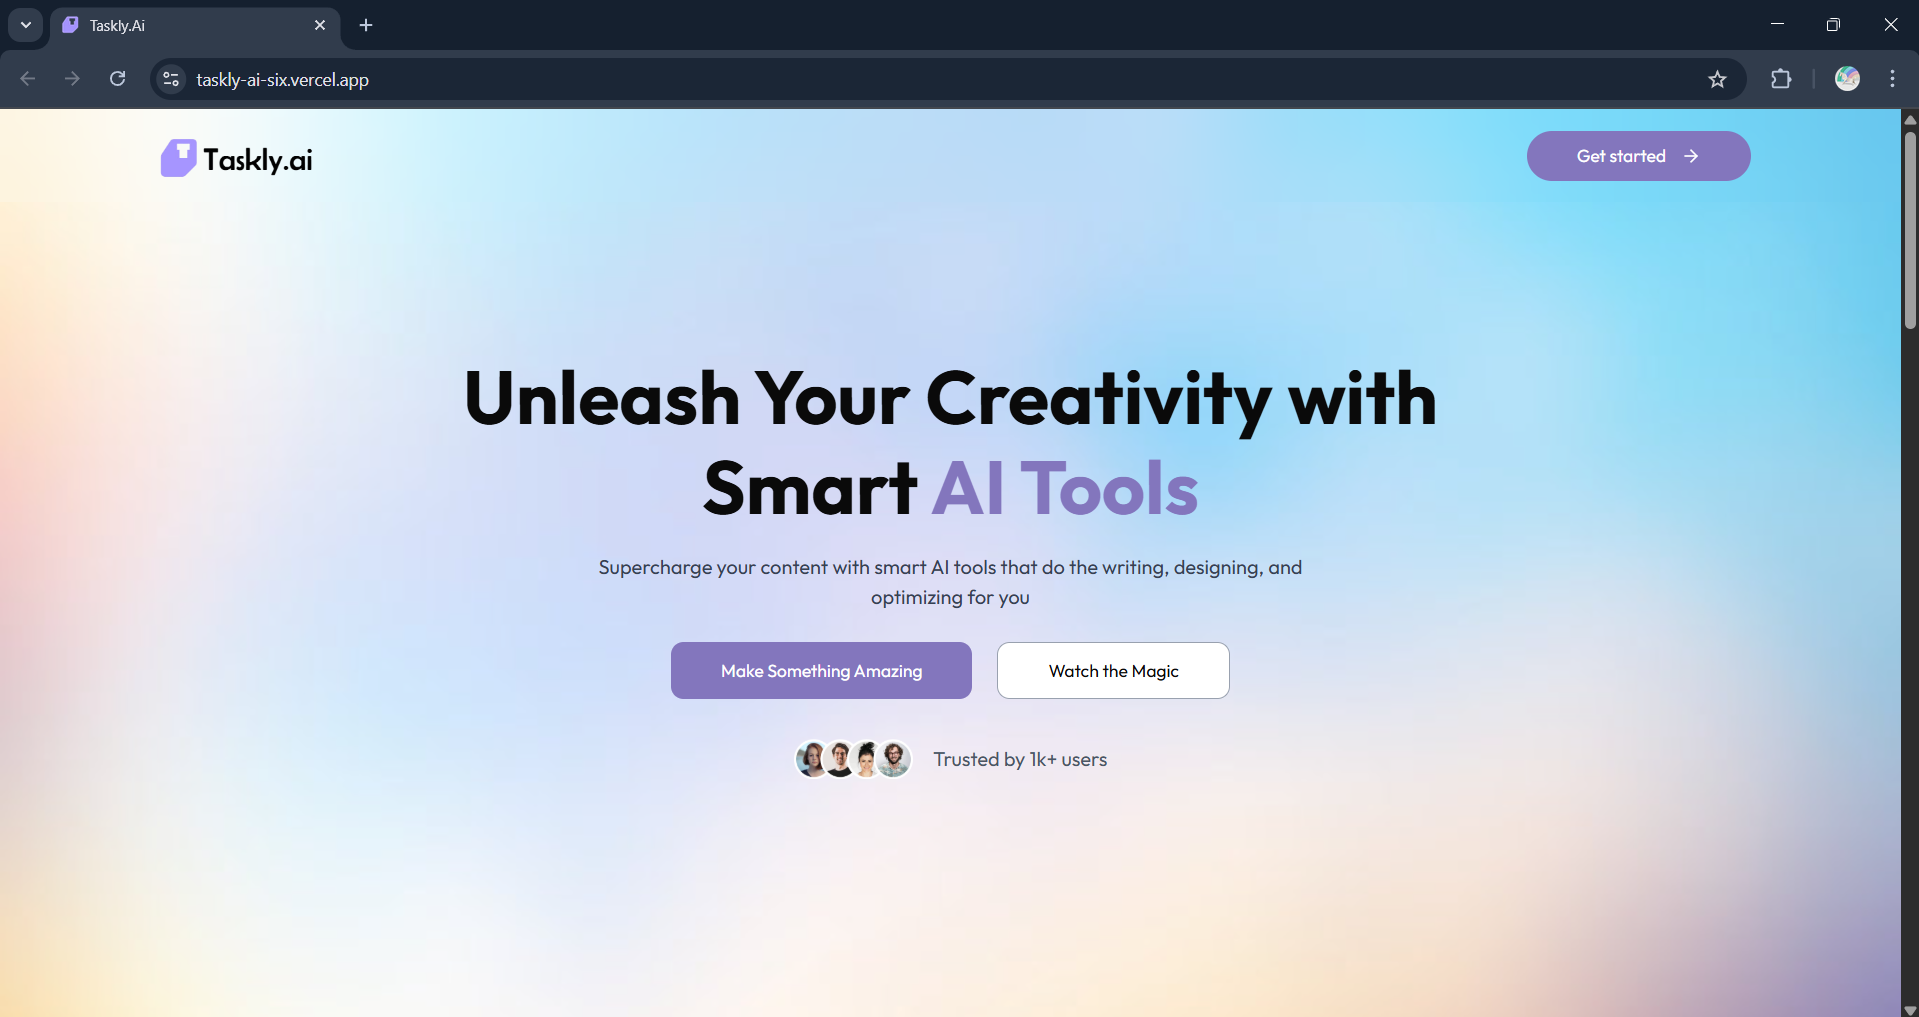 Taskly.Ai
taskly-ai-six.vercel.app
Taskly.ai
Get started
Unleash Your Creativity with
Smart AI Tools
Supercharge your content with smart AI tools that do the writing, designing, and
optimizing for you
Make Something Amazing
Watch the Magic
Trusted by 1k+ users